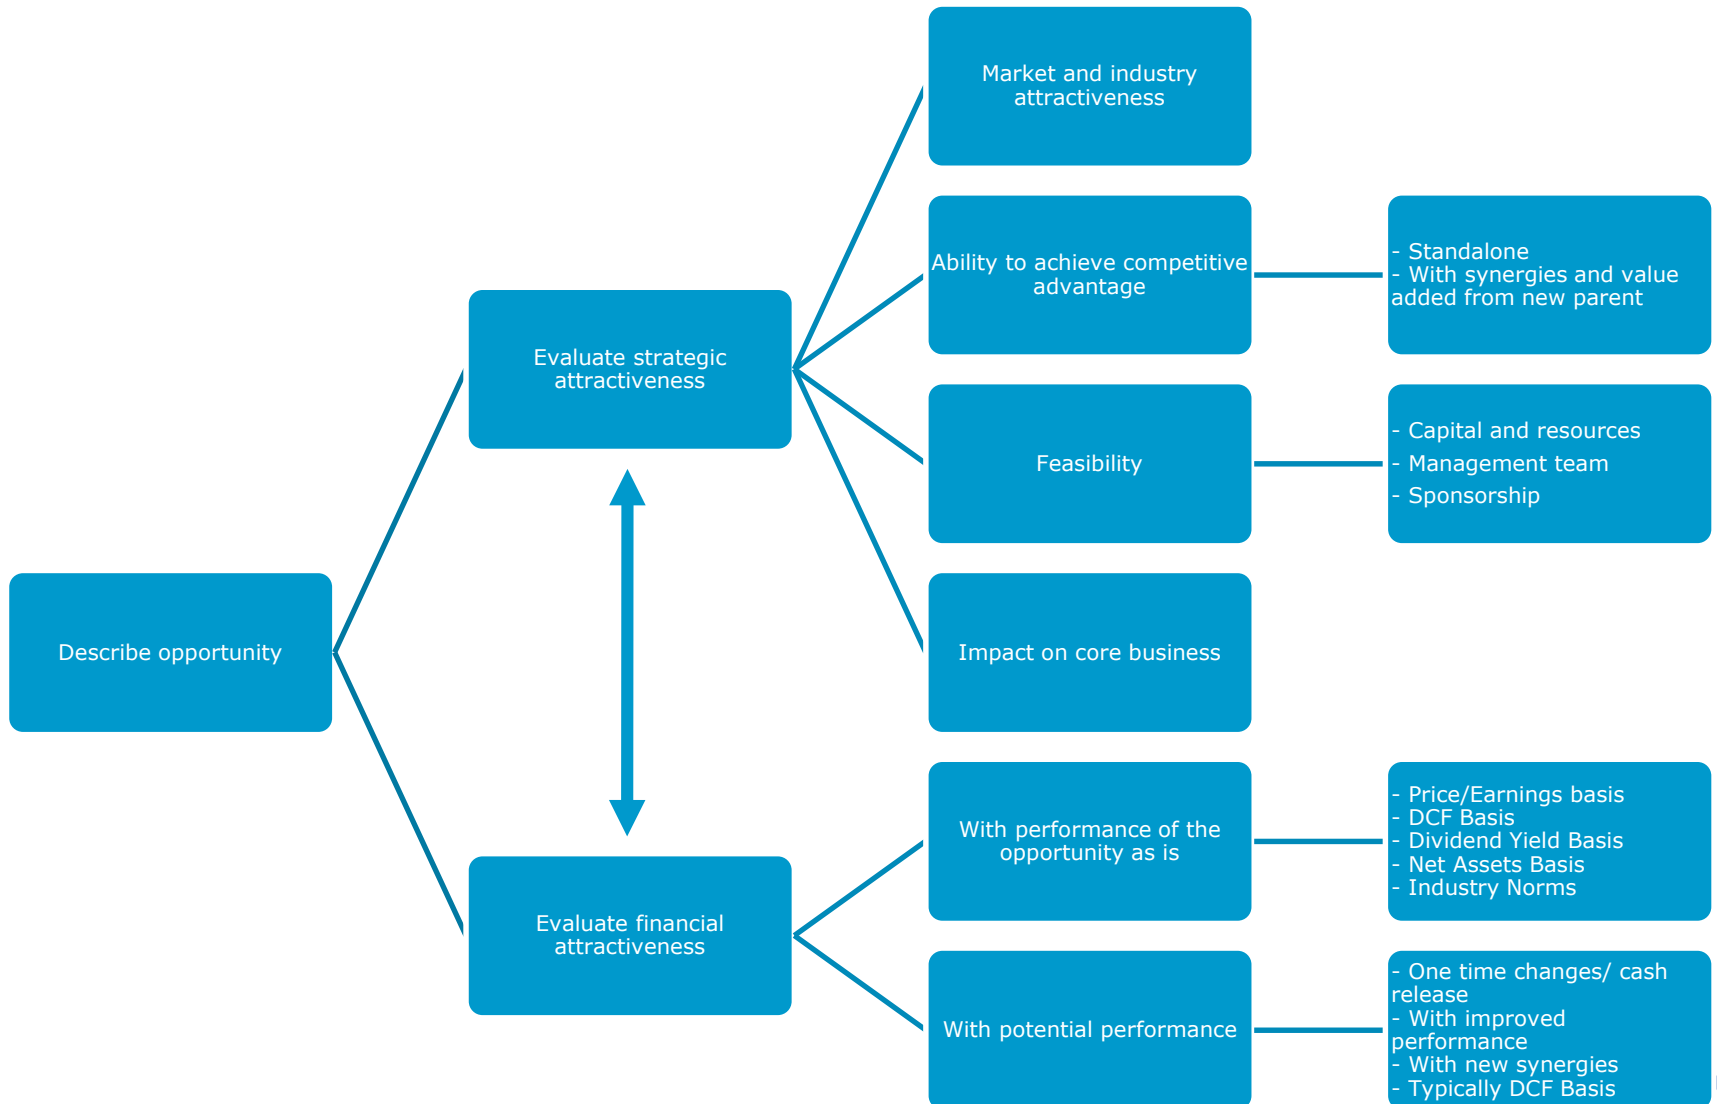 Market and industry
attractiveness
Ability to achieve competitive
advantage
- Standalone
- With synergies and value
added from new parent
Evaluate strategic
attractiveness
Feasibility
- Capital and resources
- Management team
- Sponsorship
Describe opportunity
Impact on core business
With performance of the
opportunity as is
- Price/Earnings basis
- DCF Basis
- Dividend Yield Basis
- Net Assets Basis
- Industry Norms
Evaluate financial
attractiveness
With potential performance
- One time changes/ cash
release
- With improved
performance
- With new synergies
- Typically DCF Basis